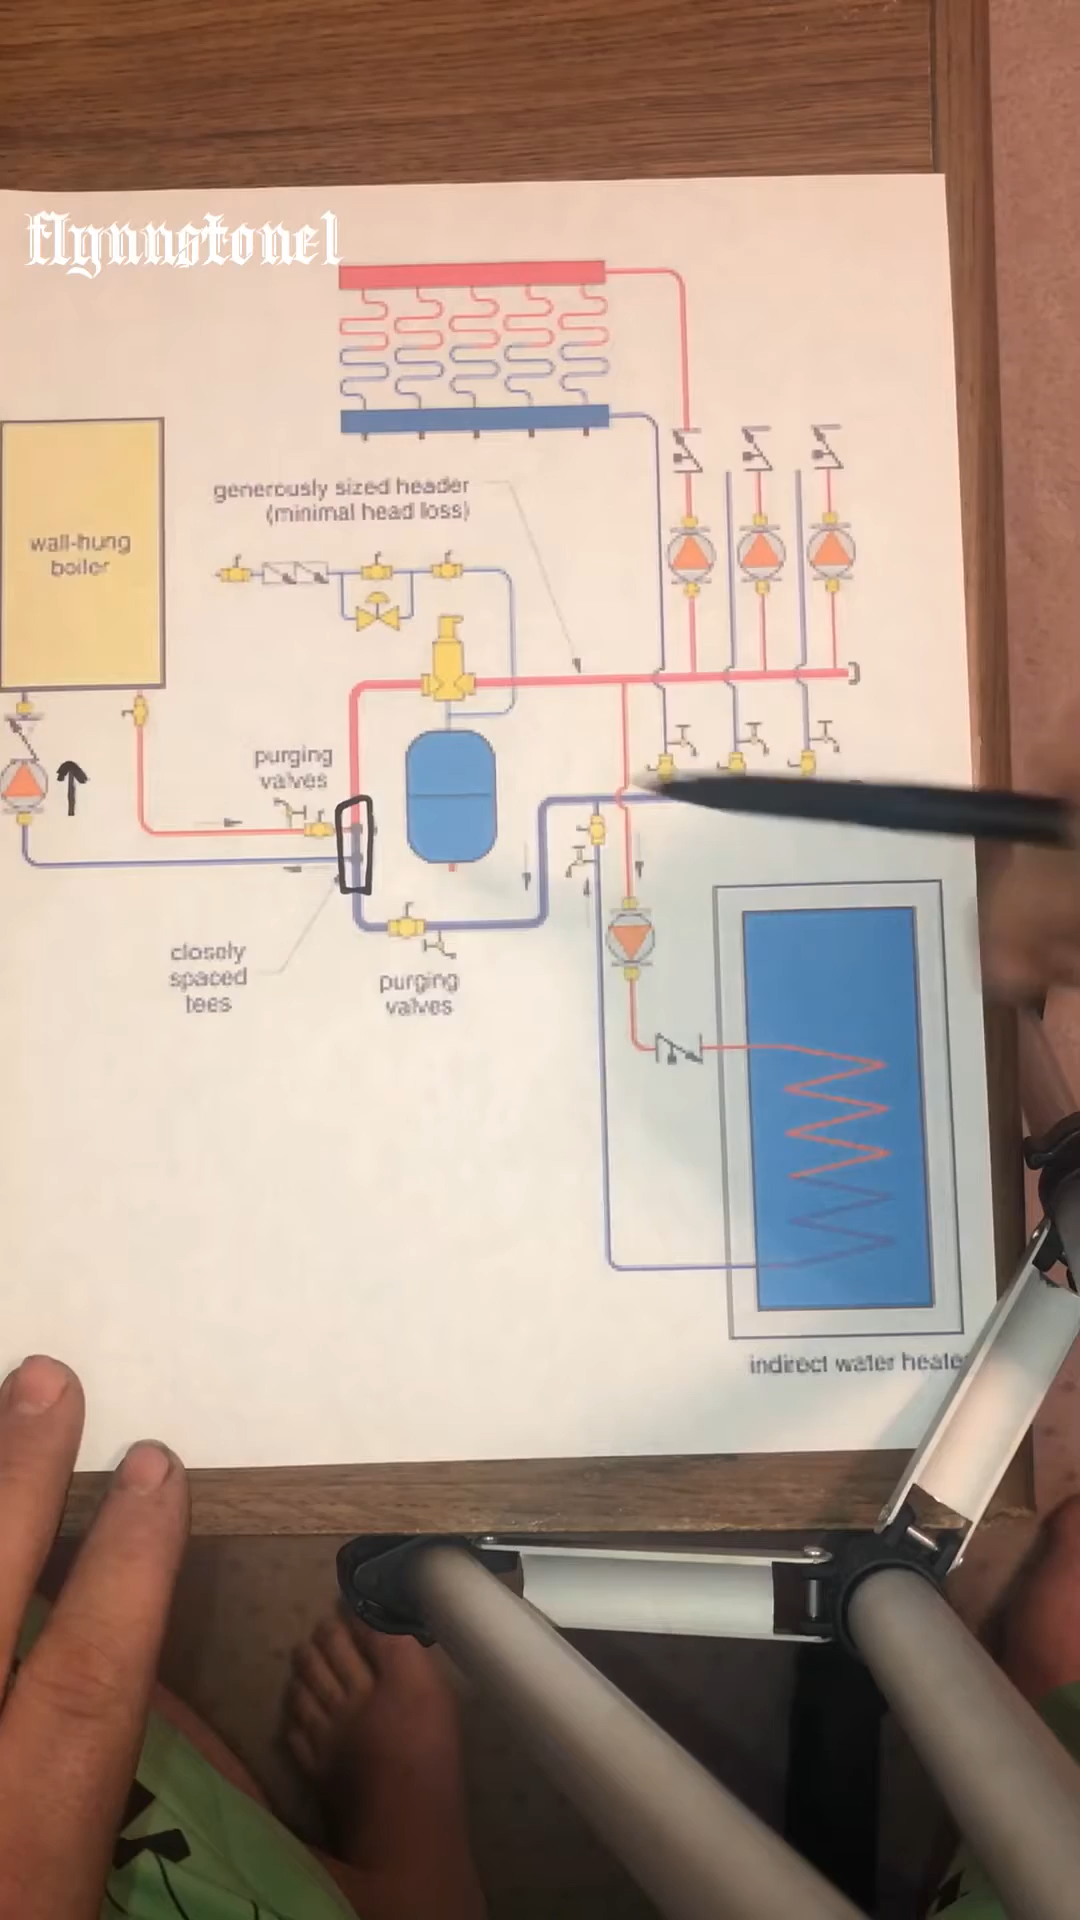 flynnstone1
generously sized header
(minimal head loss)
wall-hung
boiler
purging
valves
closely
spaced
tees
purging
valves
indirect water heate